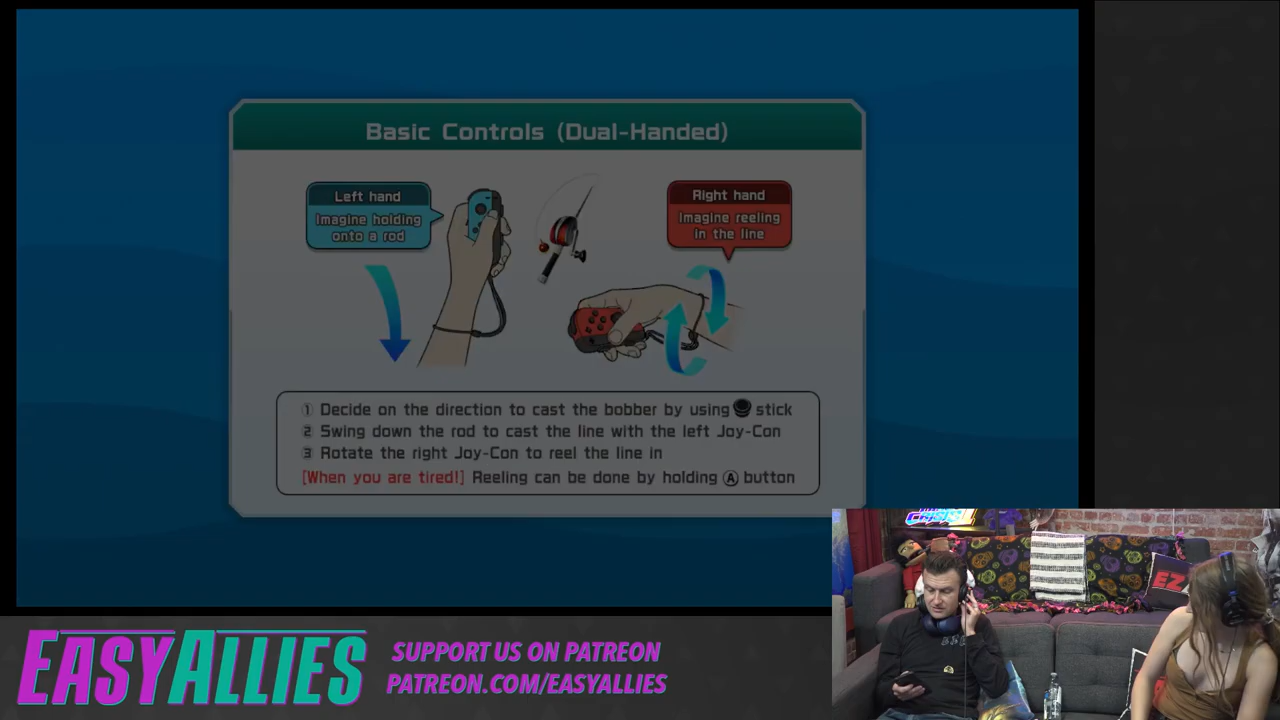 Basic Controls (Dual-Handed)
Left hand
Imagine holding
onto a rod
Right hand
Imagine reeling
in the line
① Decide on the direction to cast the bobber by using stick
② Swing down the rod to cast the line with the left Joy-Con
③ Rotate the right Joy-Con to reel the line in
[When you are tired!] Reeling can be done by holding Ⓐ button
EZ
EASYALLIES
SUPPORT US ON PATREON
PATREON.COM/EASYALLIES